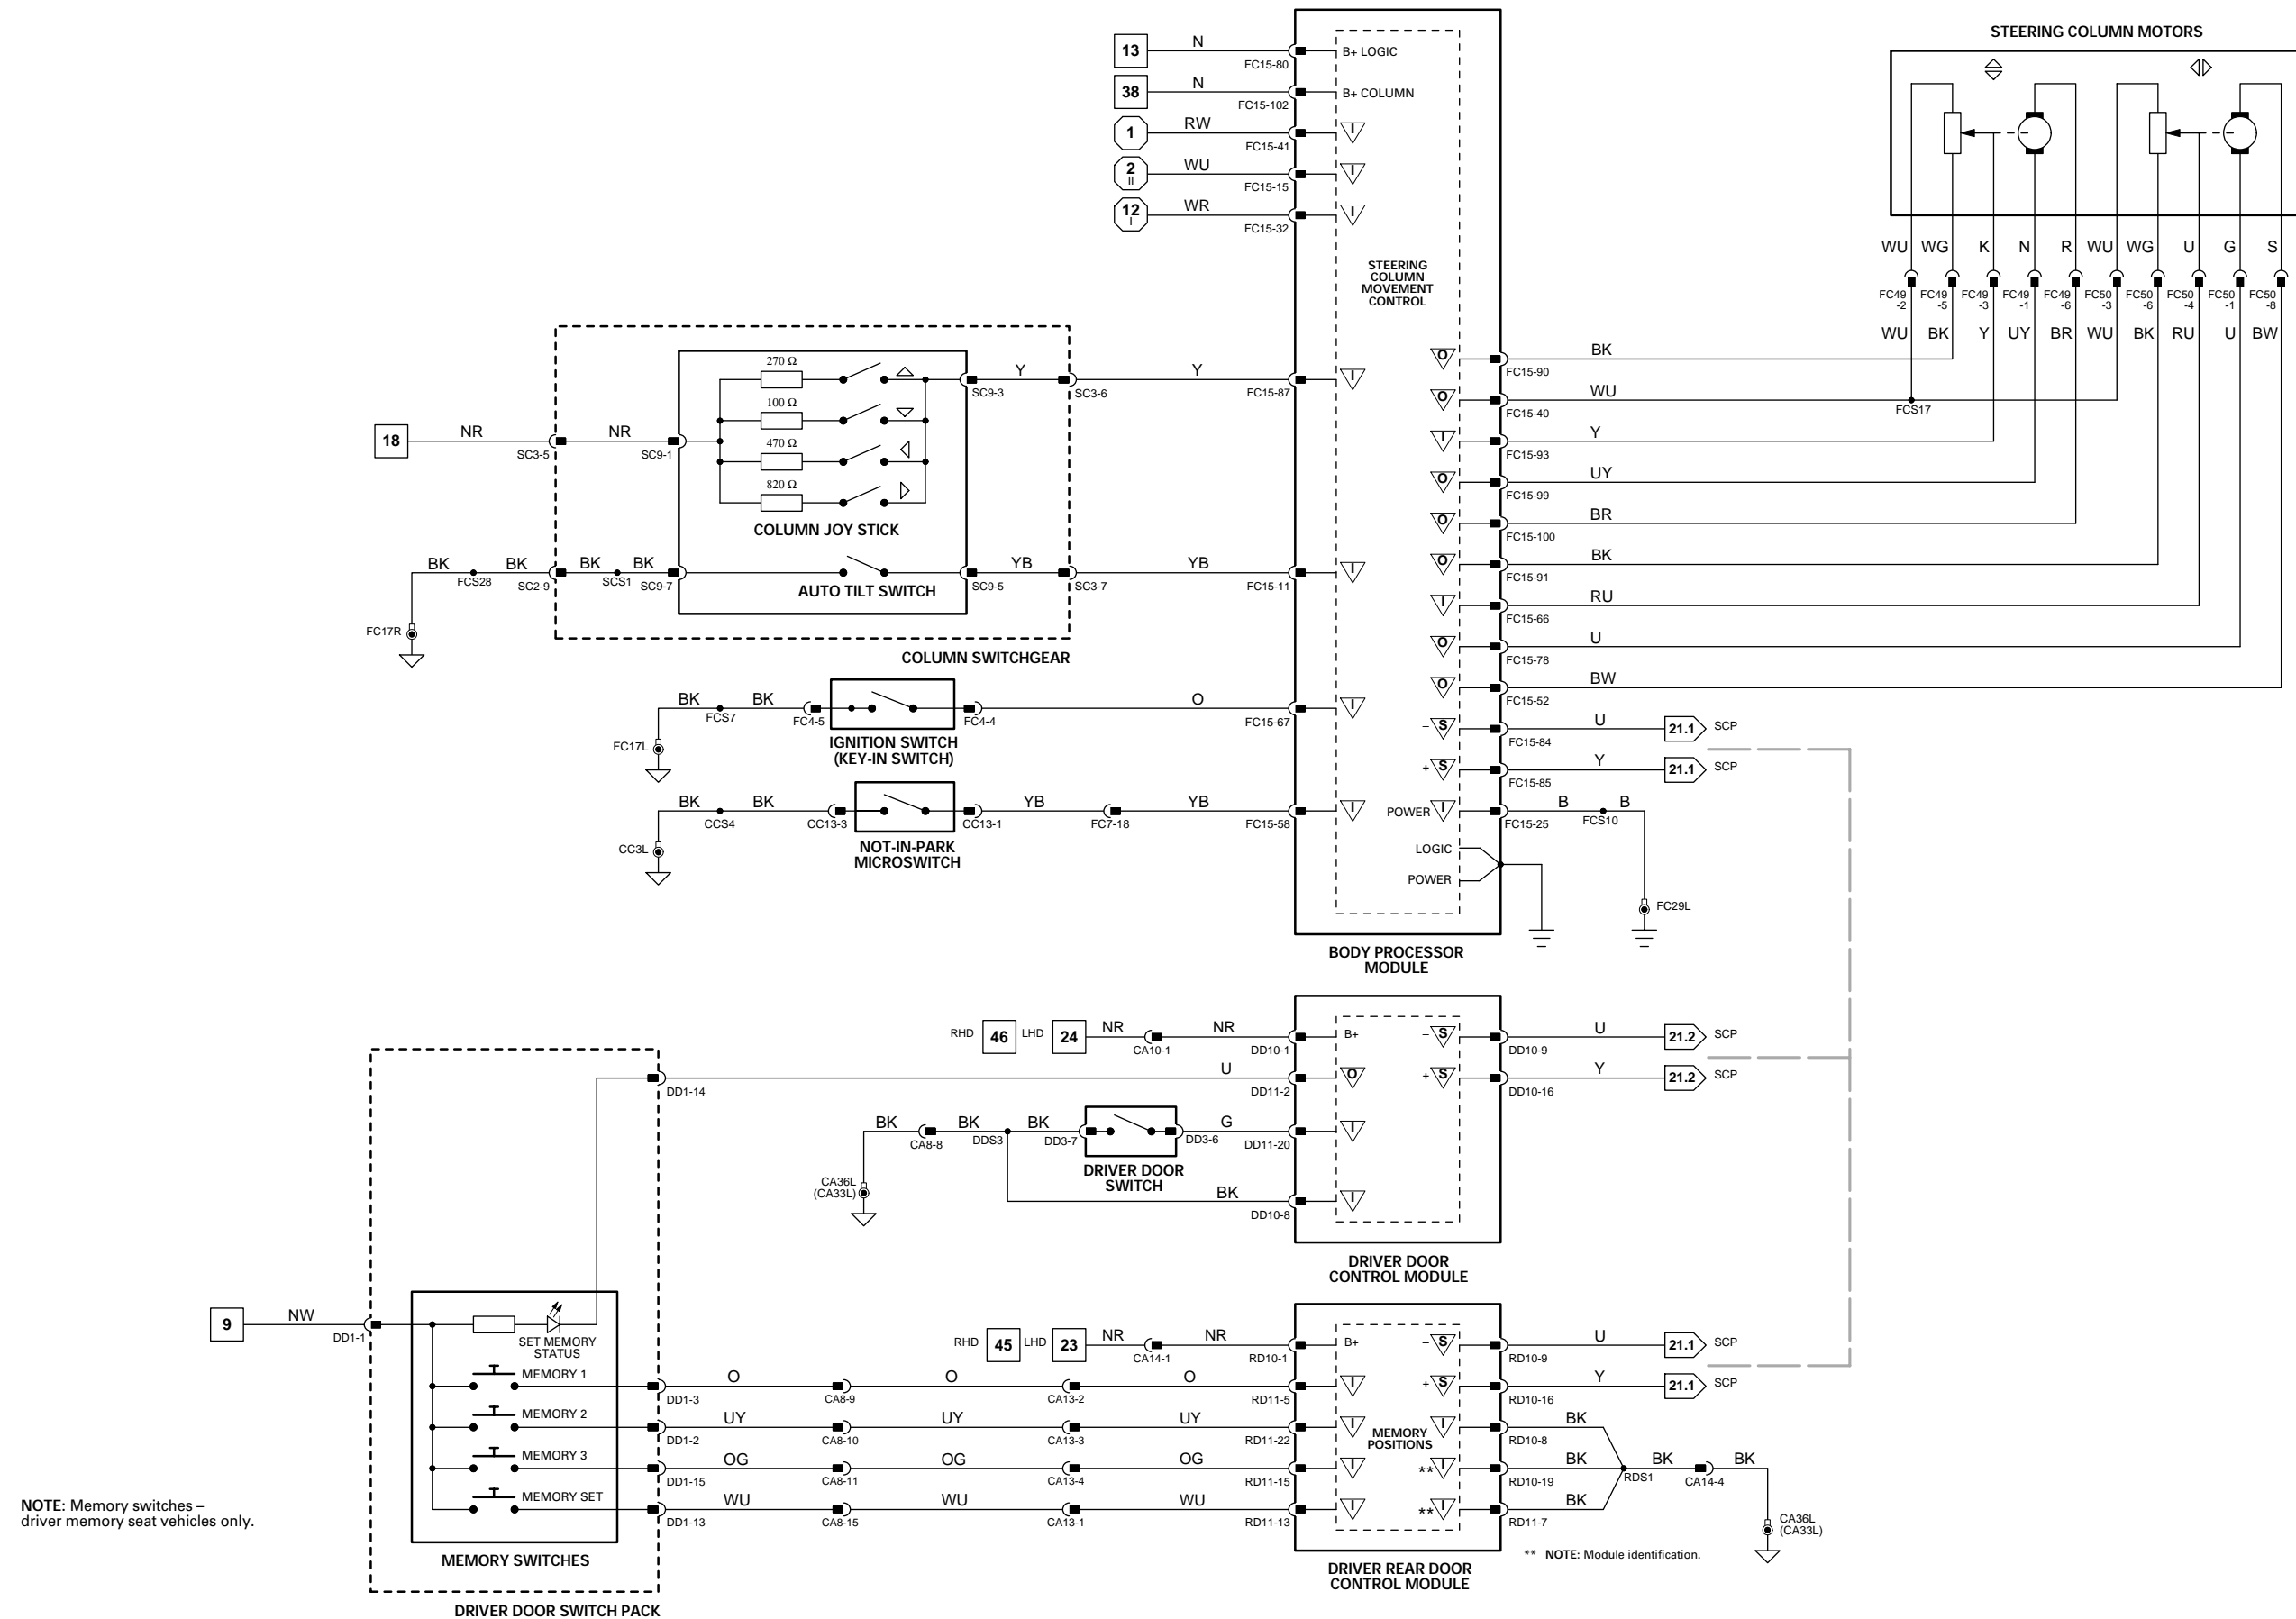 STEERING COLUMN MOTORS
13 N FC15-80 B+ LOGIC
38 N FC15-102 B+ COLUMN
1 RW FC15-41 I
2 II WU FC15-15 I
12 I WR FC15-32 I
STEERING
COLUMN
MOVEMENT
CONTROL
WU WG K N R WU WG U G S
FC49 FC49 FC49 FC49 FC49 FC50 FC50 FC50 FC50 FC50
-2 -5 -3 -1 -6 -3 -6 -4 -1 -8
WU BK Y UY BR WU BK RU U BW
O FC15-90 BK
O FC15-40 WU FCS17
I FC15-93 Y
O FC15-99 UY
O FC15-100 BR
O FC15-91 BK
I FC15-66 RU
O FC15-78 U
O FC15-52 BW
– S FC15-84 U 21.1 SCP
+ S FC15-85 Y 21.1 SCP
POWER I FC15-25 B FCS10 B
LOGIC
POWER
FC29L
270 Ω
100 Ω
470 Ω
820 Ω
18 NR SC3-5 NR SC9-1
SC9-3 Y SC3-6 Y FC15-87 I
COLUMN JOY STICK
BK FCS28 BK SC2-9 BK SCS1 BK SC9-7
SC9-5 YB SC3-7 YB FC15-11 I
AUTO TILT SWITCH
FC17R
COLUMN SWITCHGEAR
BK FCS7 BK FC4-5 FC4-4 O FC15-67 I
FC17L
IGNITION SWITCH
(KEY-IN SWITCH)
BK CCS4 BK CC13-3 CC13-1 YB FC7-18 YB FC15-58 I
CC3L
NOT-IN-PARK
MICROSWITCH
BODY PROCESSOR
MODULE
RHD 46 LHD 24 NR CA10-1 NR DD10-1 B+
– S DD10-9 U 21.2 SCP
DD1-14 U DD11-2 O
+ S DD10-16 Y 21.2 SCP
BK CA8-8 BK DDS3 BK DD3-7 DD3-6 G DD11-20 I
DRIVER DOOR
SWITCH
CA36L
(CA33L)
BK DD10-8 I
DRIVER DOOR
CONTROL MODULE
9 NW DD1-1
SET MEMORY
STATUS
RHD 45 LHD 23 NR CA14-1 NR RD10-1 B+
– S RD10-9 U 21.1 SCP
MEMORY 1 DD1-3 O CA8-9 O CA13-2 O RD11-5 I
+ S RD10-16 Y 21.1 SCP
MEMORY 2 DD1-2 UY CA8-10 UY CA13-3 UY RD11-22 I
I RD10-8 BK
MEMORY
POSITIONS
MEMORY 3 DD1-15 OG CA8-11 OG CA13-4 OG RD11-15 I
** I RD10-19 BK RDS1 BK CA14-4 BK
MEMORY SET DD1-13 WU CA8-15 WU CA13-1 WU RD11-13 I
** I RD11-7 BK
CA36L
(CA33L)
NOTE: Memory switches –
driver memory seat vehicles only.
MEMORY SWITCHES
** NOTE: Module identification.
DRIVER REAR DOOR
CONTROL MODULE
DRIVER DOOR SWITCH PACK